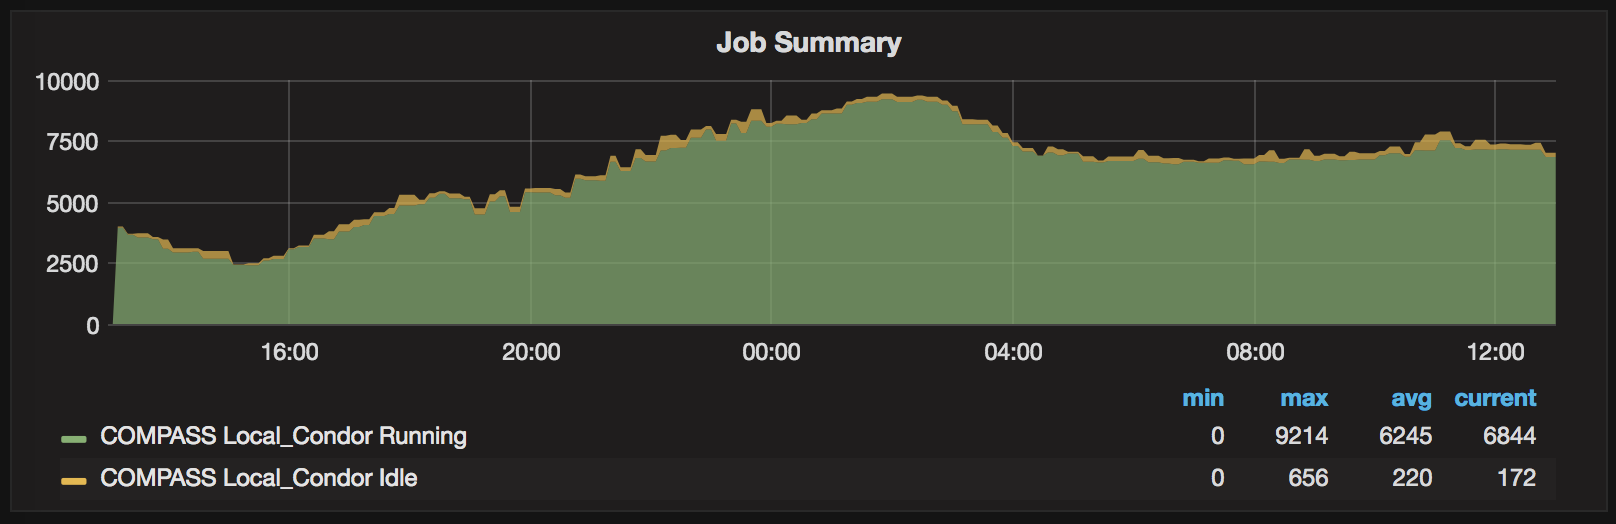 Job Summary
10000
7500
5000
2500
0
16:00 20:00 00:00 04:00 08:00 12:00
min max avg current
COMPASS Local_Condor Running 0 9214 6245 6844
COMPASS Local_Condor Idle 0 656 220 172